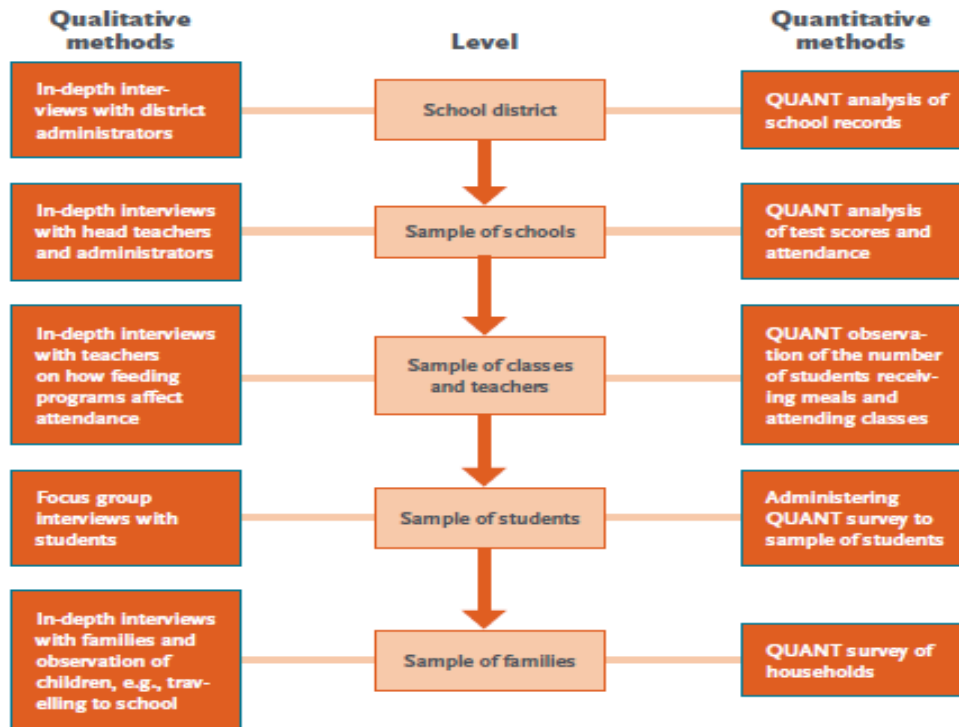 Qualitative
methods
Level
Quantitative
methods
In-depth inter-
views with district
administrators
School district
QUANT analysis of
school records
In-depth interviews
with head teachers
and administrators
Sample of schools
QUANT analysis
of test scores and
attendance
In-depth interviews
with teachers
on how feeding
programs affect
attendance
Sample of classes
and teachers
QUANT observa-
tion of the number
of students receiv-
ing meals and
attending classes
Focus group
interviews with
students
Sample of students
Administering
QUANT survey to
sample of students
In-depth interviews
with families and
observation of
children, e.g., trav-
elling to school
Sample of families
QUANT survey of
households